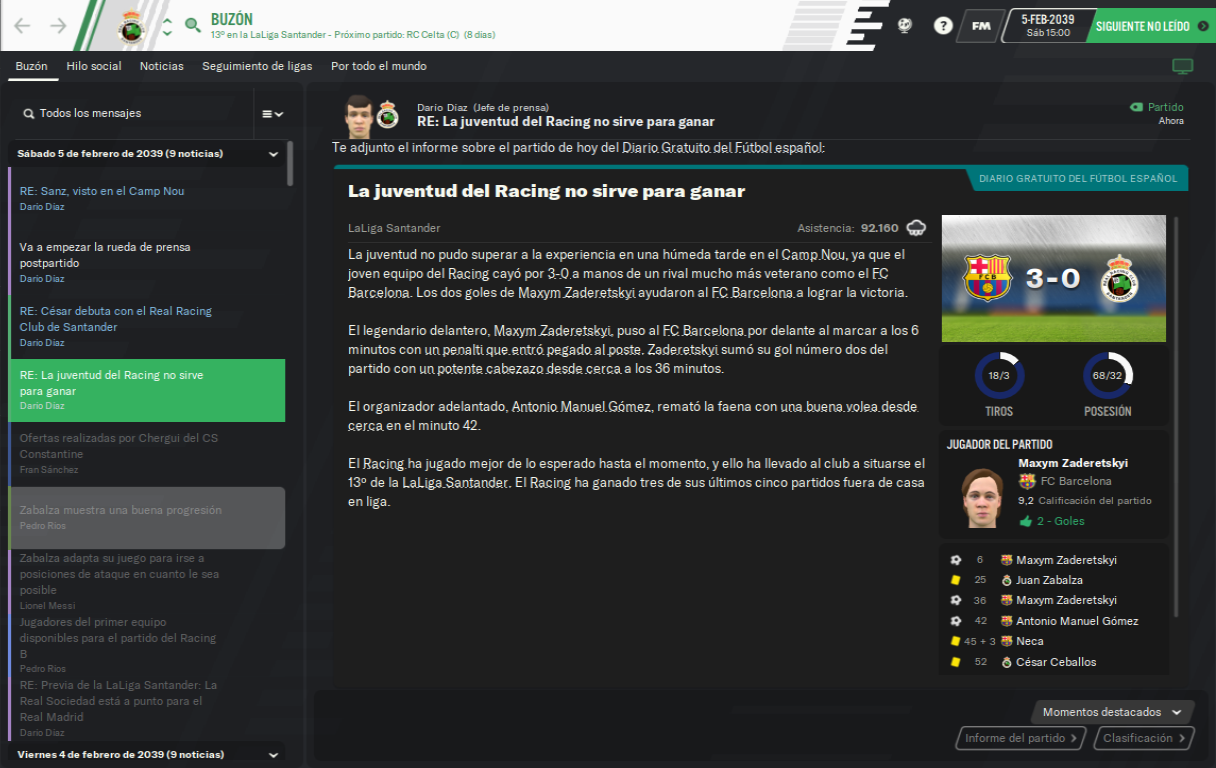 BUZÓN
13º en la LaLiga Santander - Próximo partido: RC Celta (C) (8 días)
?
FM
5-FEB-2039
Sáb 15:00
SIGUIENTE NO LEÍDO
Buzón
Hilo social
Noticias
Seguimiento de ligas
Por todo el mundo
Todos los mensajes
Sábado 5 de febrero de 2039 (9 noticias)
RE: Sanz, visto en el Camp Nou
Darío Díaz
Va a empezar la rueda de prensa
postpartido
Darío Díaz
RE: César debuta con el Real Racing
Club de Santander
Darío Díaz
RE: La juventud del Racing no sirve
para ganar
Darío Díaz
Ofertas realizadas por Chergui del CS
Constantine
Fran Sánchez
Zabalza muestra una buena progresión
Pedro Ríos
Zabalza adapta su juego para irse a
posiciones de ataque en cuanto le sea
posible
Lionel Messi
Jugadores del primer equipo
disponibles para el partido del Racing
B
Pedro Ríos
RE: Previa de la LaLiga Santander: La
Real Sociedad está a punto para el
Real Madrid
Darío Díaz
Viernes 4 de febrero de 2039 (9 noticias)
Darío Díaz (Jefe de prensa)
RE: La juventud del Racing no sirve para ganar
Partido
Ahora
Te adjunto el informe sobre el partido de hoy del Diario Gratuito del Fútbol español:
La juventud del Racing no sirve para ganar
DIARIO GRATUITO DEL FÚTBOL ESPAÑOL
LaLiga Santander
Asistencia: 92.160
La juventud no pudo superar a la experiencia en una húmeda tarde en el Camp Nou, ya que el
joven equipo del Racing cayó por 3-0 a manos de un rival mucho más veterano como el FC
Barcelona. Los dos goles de Maxym Zaderetskyi ayudaron al FC Barcelona a lograr la victoria.
El legendario delantero, Maxym Zaderetskyi, puso al FC Barcelona por delante al marcar a los 6
minutos con un penalti que entró pegado al poste. Zaderetskyi sumó su gol número dos del
partido con un potente cabezazo desde cerca a los 36 minutos.
El organizador adelantado, Antonio Manuel Gómez, remató la faena con una buena volea desde
cerca en el minuto 42.
El Racing ha jugado mejor de lo esperado hasta el momento, y ello ha llevado al club a situarse el
13º de la LaLiga Santander. El Racing ha ganado tres de sus últimos cinco partidos fuera de casa
en liga.
FCB
3-0
18/3
TIROS
68/32
POSESIÓN
JUGADOR DEL PARTIDO
Maxym Zaderetskyi
FC Barcelona
9,2 Calificación del partido
2 - Goles
6 Maxym Zaderetskyi
25 Juan Zabalza
36 Maxym Zaderetskyi
42 Antonio Manuel Gómez
45 + 3 Neca
52 César Ceballos
Momentos destacados
Informe del partido
Clasificación